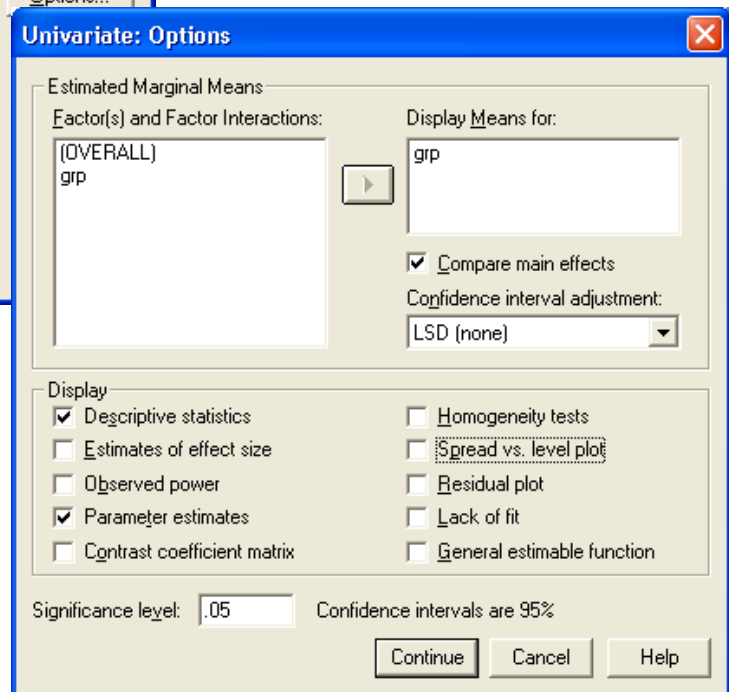 Options...
Univariate: Options
Estimated Marginal Means
Factor(s) and Factor Interactions:
(OVERALL)
grp
Display Means for:
grp
Compare main effects
Confidence interval adjustment:
LSD (none)
Display
Descriptive statistics
Estimates of effect size
Observed power
Parameter estimates
Contrast coefficient matrix
Homogeneity tests
Spread vs. level plot
Residual plot
Lack of fit
General estimable function
Significance level: .05 Confidence intervals are 95%
Continue Cancel Help